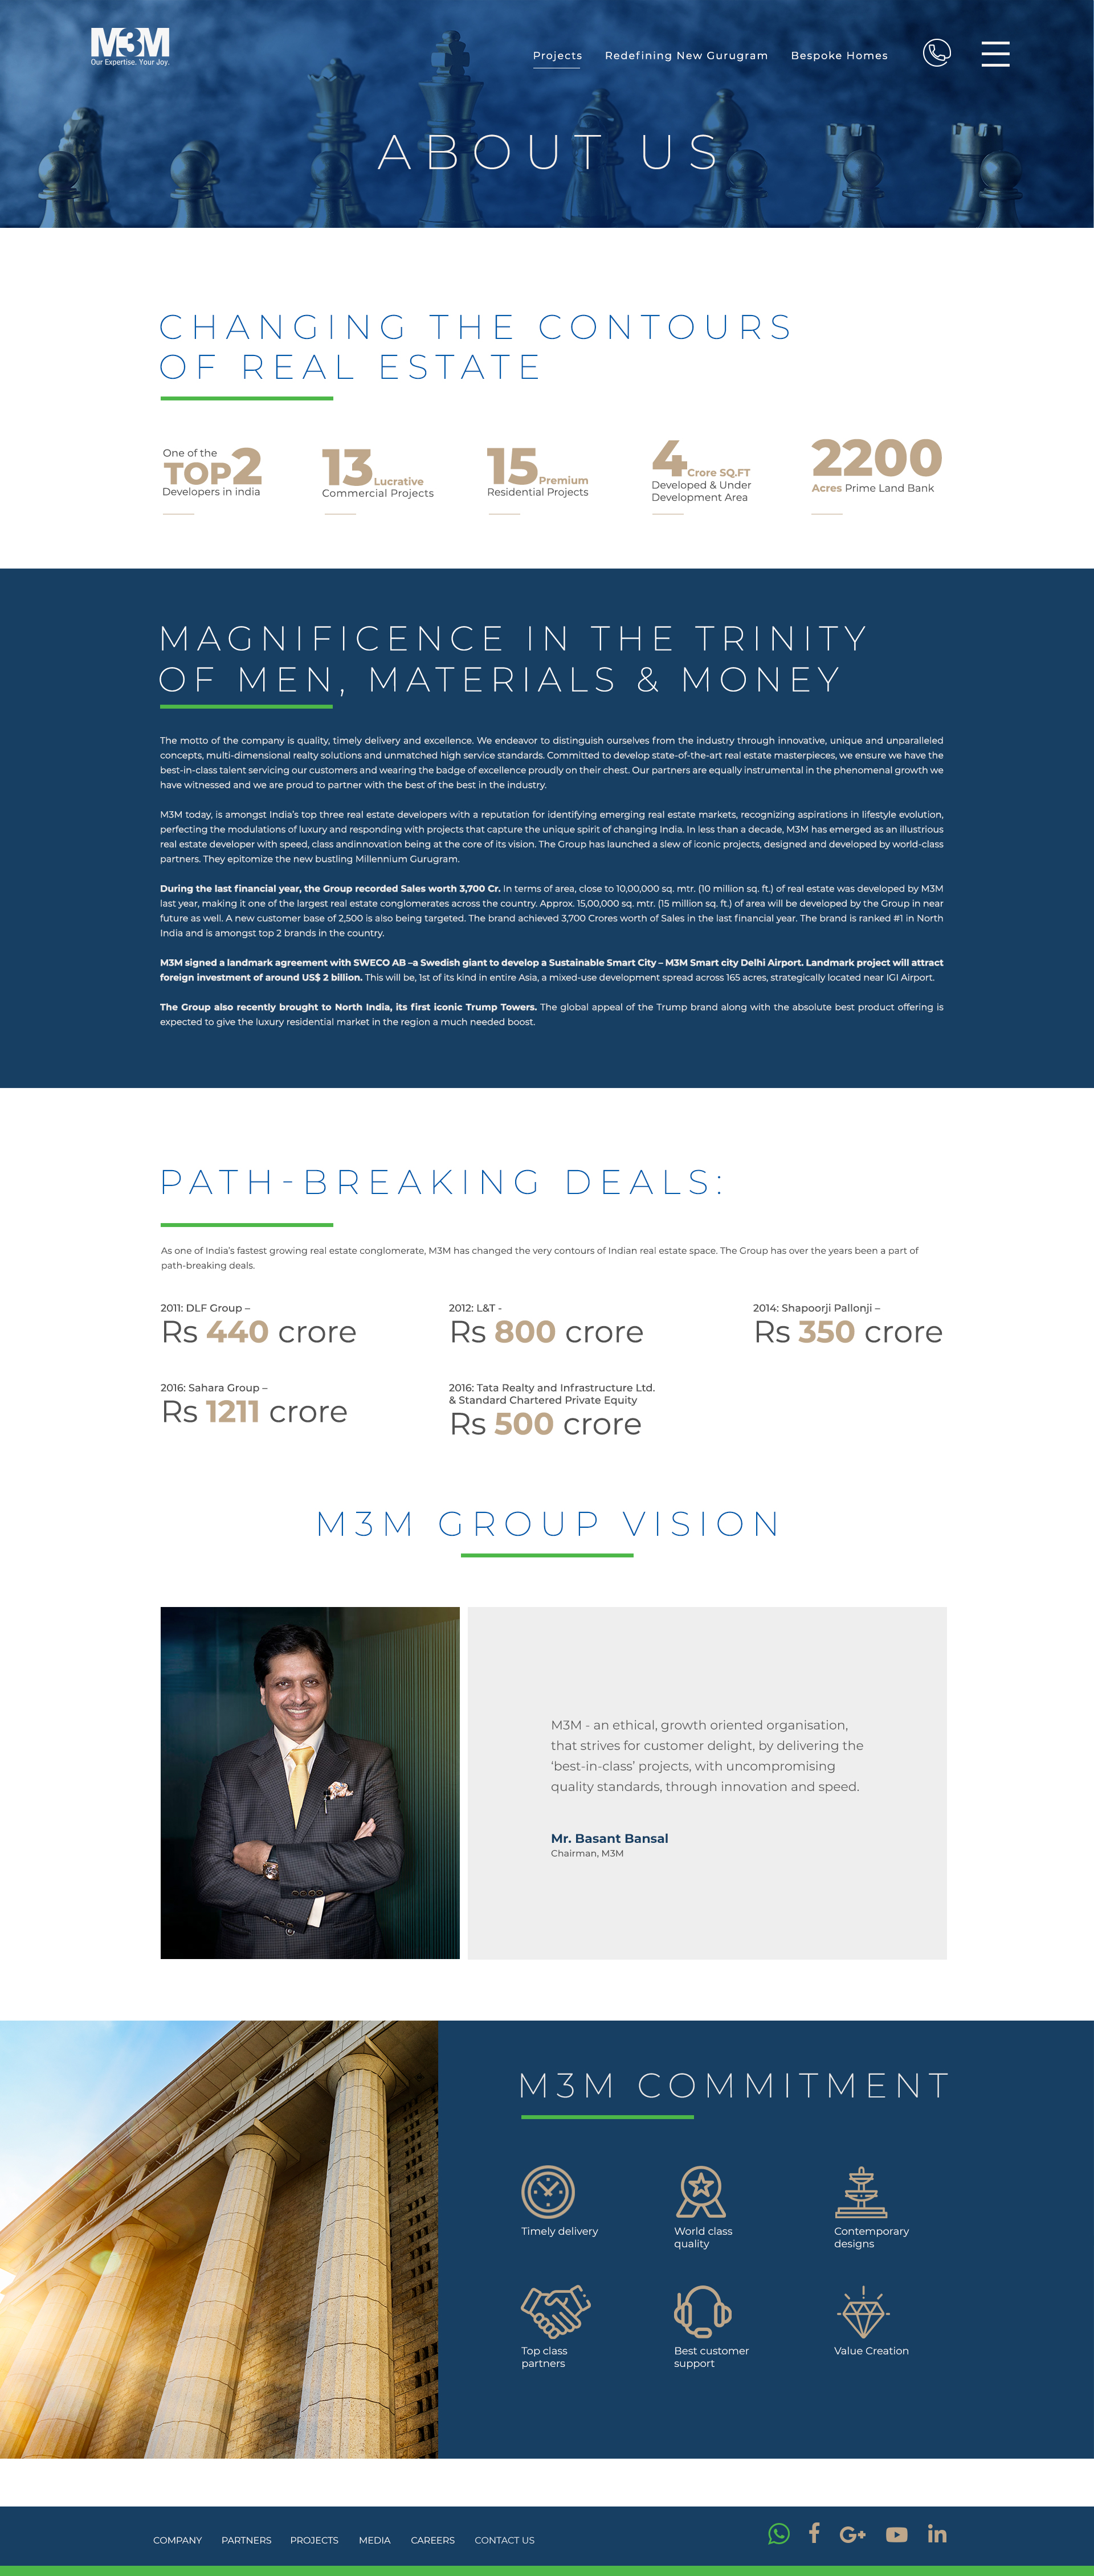 M3M
Our Expertise. Your Joy.
Projects Redefining New Gurugram Bespoke Homes
ABOUT US
CHANGING THE CONTOURS
OF REAL ESTATE
One of the
TOP 2
Developers in india
13 Lucrative
Commercial Projects
15 Premium
Residential Projects
4 Crore SQ.FT
Developed & Under
Development Area
2200
Acres Prime Land Bank
MAGNIFICENCE IN THE TRINITY
OF MEN, MATERIALS & MONEY
The motto of the company is quality, timely delivery and excellence. We endeavor to distinguish ourselves from the industry through innovative, unique and unparalleled
concepts, multi-dimensional realty solutions and unmatched high service standards. Committed to develop state-of-the-art real estate masterpieces, we ensure we have the
best-in-class talent servicing our customers and wearing the badge of excellence proudly on their chest. Our partners are equally instrumental in the phenomenal growth we
have witnessed and we are proud to partner with the best of the best in the industry.
M3M today, is amongst India's top three real estate developers with a reputation for identifying emerging real estate markets, recognizing aspirations in lifestyle evolution,
perfecting the modulations of luxury and responding with projects that capture the unique spirit of changing India. In less than a decade, M3M has emerged as an illustrious
real estate developer with speed, class andinnovation being at the core of its vision. The Group has launched a slew of iconic projects, designed and developed by world-class
partners. They epitomize the new bustling Millennium Gurugram.
During the last financial year, the Group recorded Sales worth 3,700 Cr. In terms of area, close to 10,00,000 sq. mtr. (10 million sq. ft.) of real estate was developed by M3M
last year, making it one of the largest real estate conglomerates across the country. Approx. 15,00,000 sq. mtr. (15 million sq. ft.) of area will be developed by the Group in near
future as well. A new customer base of 2,500 is also being targeted. The brand achieved 3,700 Crores worth of Sales in the last financial year. The brand is ranked #1 in North
India and is amongst top 2 brands in the country.
M3M signed a landmark agreement with SWECO AB –a Swedish giant to develop a Sustainable Smart City – M3M Smart city Delhi Airport. Landmark project will attract
foreign investment of around US$ 2 billion. This will be, 1st of its kind in entire Asia, a mixed-use development spread across 165 acres, strategically located near IGI Airport.
The Group also recently brought to North India, its first iconic Trump Towers. The global appeal of the Trump brand along with the absolute best product offering is
expected to give the luxury residential market in the region a much needed boost.
PATH-BREAKING DEALS:
As one of India's fastest growing real estate conglomerate, M3M has changed the very contours of Indian real estate space. The Group has over the years been a part of
path-breaking deals.
2011: DLF Group –
Rs 440 crore
2012: L&T -
Rs 800 crore
2014: Shapoorji Pallonji –
Rs 350 crore
2016: Sahara Group –
Rs 1211 crore
2016: Tata Realty and Infrastructure Ltd.
& Standard Chartered Private Equity
Rs 500 crore
M3M GROUP VISION
M3M - an ethical, growth oriented organisation,
that strives for customer delight, by delivering the
‘best-in-class’ projects, with uncompromising
quality standards, through innovation and speed.
Mr. Basant Bansal
Chairman, M3M
M3M COMMITMENT
Timely delivery
World class
quality
Contemporary
designs
Top class
partners
Best customer
support
Value Creation
COMPANY PARTNERS PROJECTS MEDIA CAREERS CONTACT US